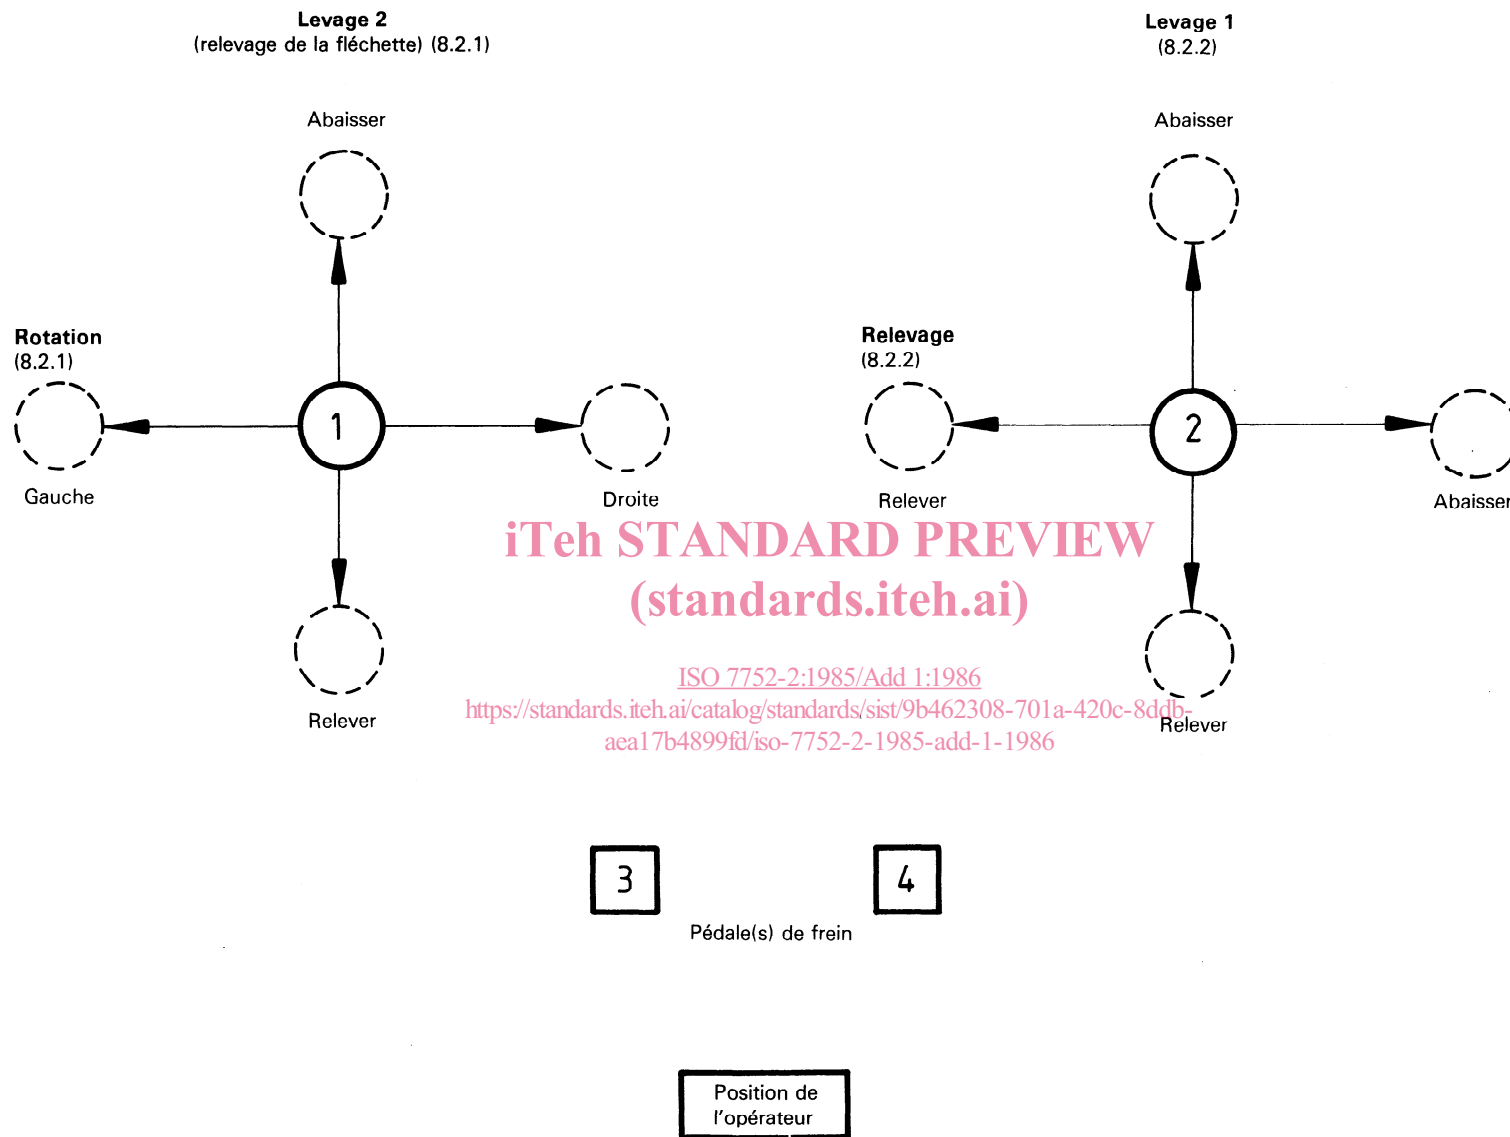 Levage 2
(relevage de la fléchette) (8.2.1)
Levage 1
(8.2.2)
Abaisser
Abaisser
Rotation
(8.2.1)
Relevage
(8.2.2)
1
2
Gauche
Droite
Relever
Abaisser
iTeh STANDARD PREVIEW
(standards.iteh.ai)
ISO 7752-2:1985/Add 1:1986
https://standards.iteh.ai/catalog/standards/sist/9b462308-701a-420c-8ddb-
aea17b4899fd/iso-7752-2-1985-add-1-1986
Relever
Relever
3
4
Pédale(s) de frein
Position de
l'opérateur